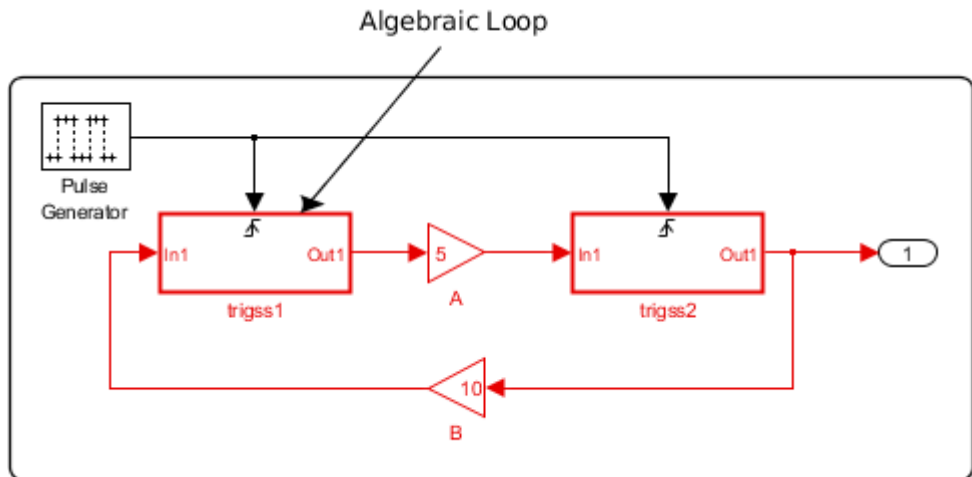 Algebraic Loop
Pulse
Generator
In1
Out1
trigss1
5
A
In1
Out1
trigss2
1
10
B